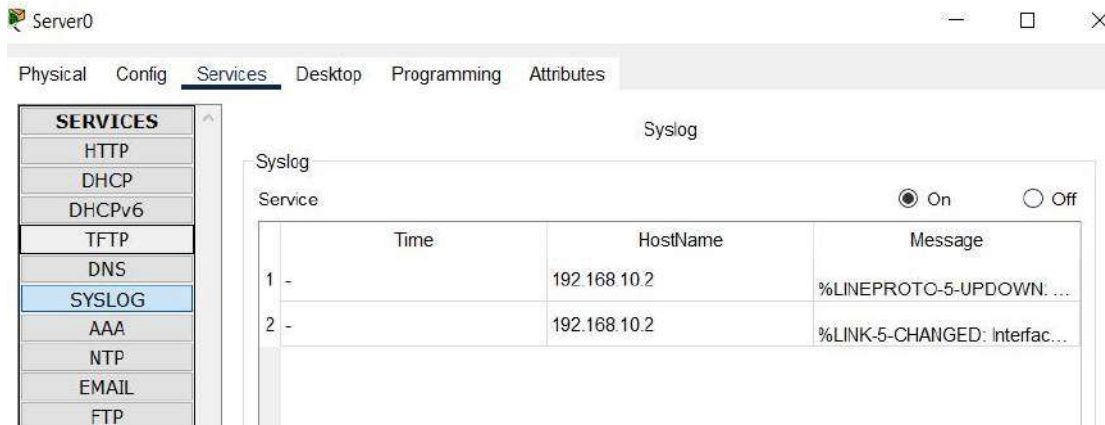 Server0
Physical Config Services Desktop Programming Attributes
SERVICES
HTTP
DHCP
DHCPv6
TFTP
DNS
SYSLOG
AAA
NTP
EMAIL
FTP
Syslog
Syslog
Service On Off
Time HostName Message
1 - 192.168.10.2 %LINEPROTO-5-UPDOWN: ...
2 - 192.168.10.2 %LINK-5-CHANGED: Interfac...